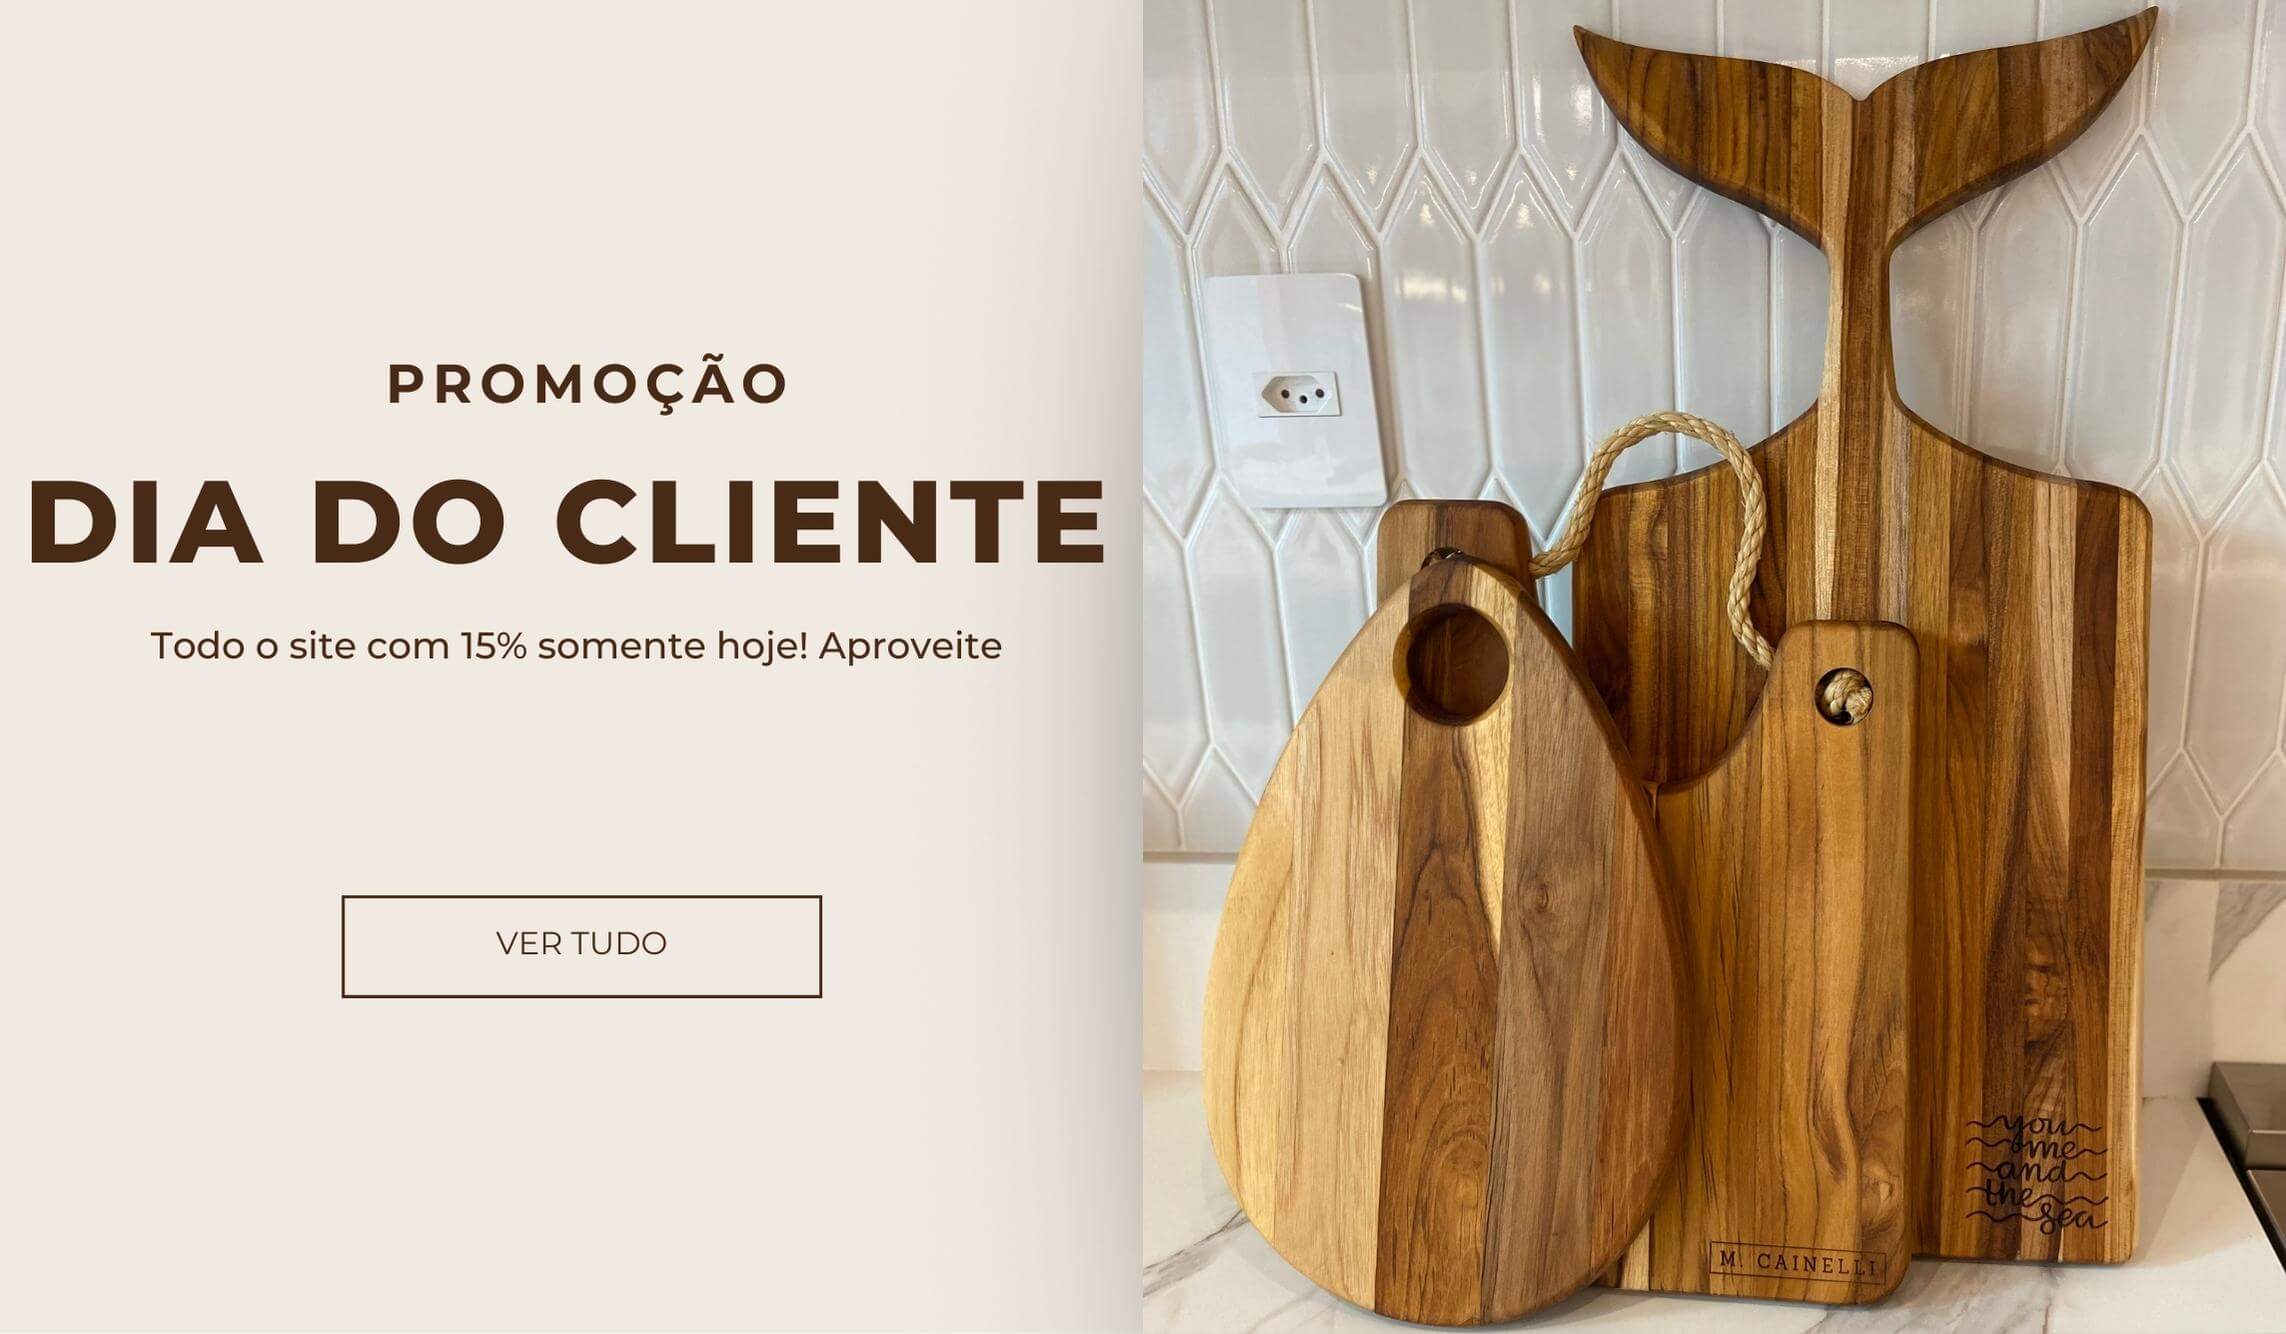 PROMOÇÃO
DIA DO CLIENTE
Todo o site com 15% somente hoje! Aproveite
VER TUDO
you
me
and
the
sea
M. CAINELLI